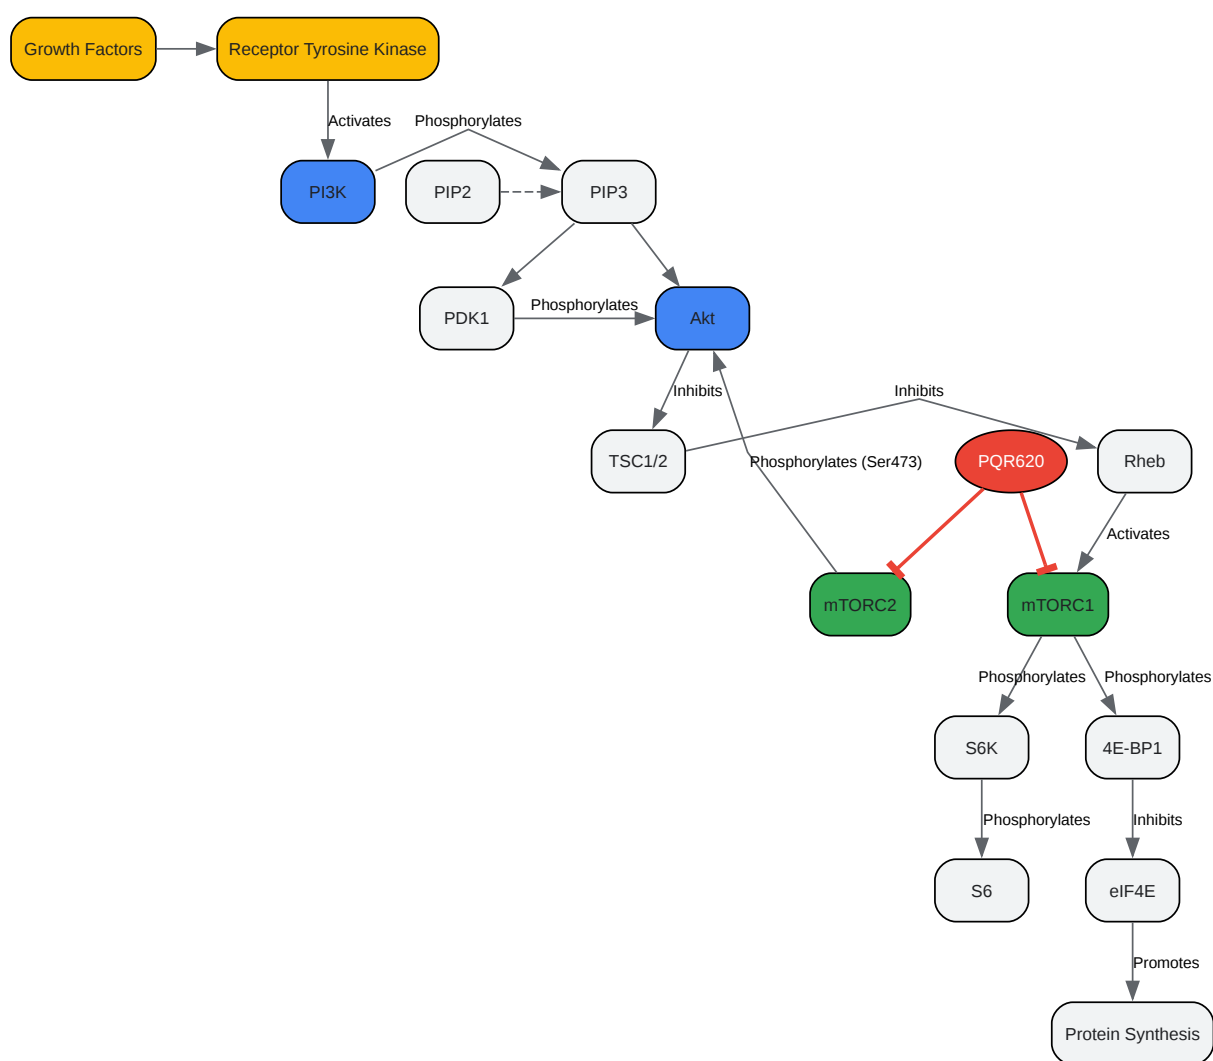 Growth Factors
Receptor Tyrosine Kinase
Activates
Phosphorylates
PI3K
PIP2
PIP3
Phosphorylates
PDK1
Akt
Inhibits
Inhibits
TSC1/2
Phosphorylates (Ser473)
PQR620
Rheb
Activates
mTORC2
mTORC1
Phosphorylates
Phosphorylates
S6K
4E-BP1
Phosphorylates
Inhibits
S6
eIF4E
Promotes
Protein Synthesis